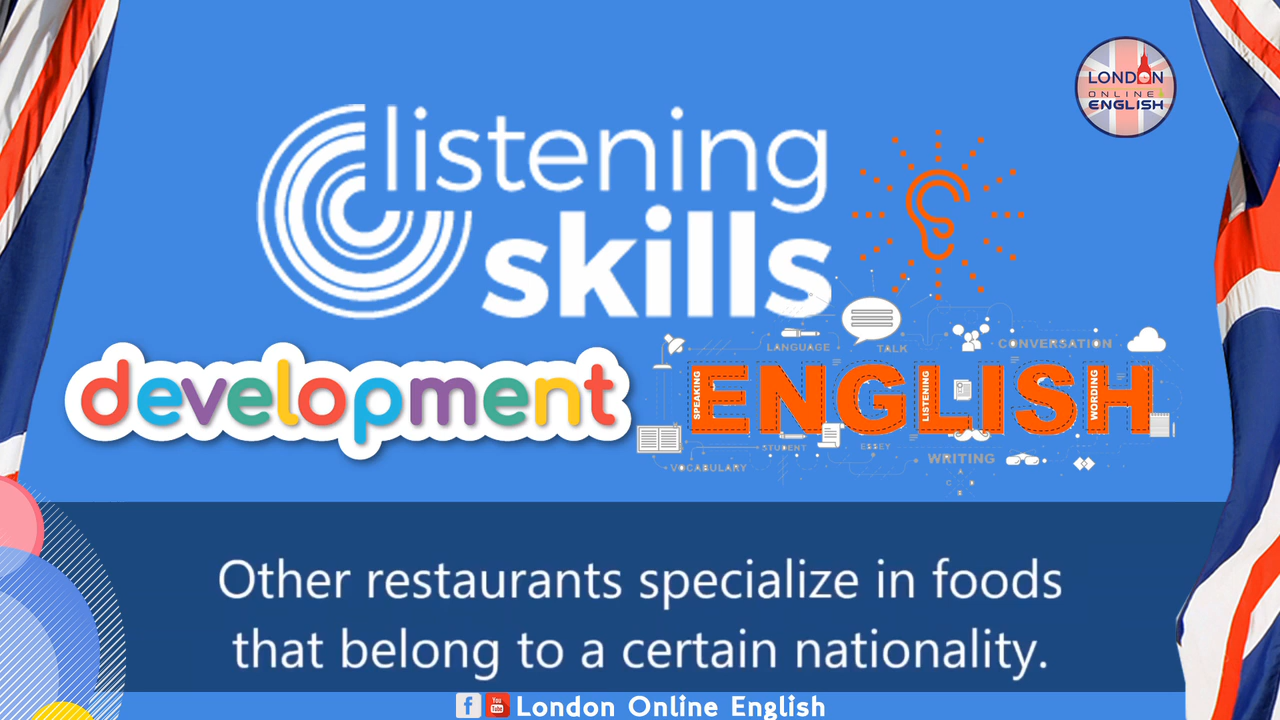 LONDON
ONLINE
ENGLISH
listening
skills
development
LANGUAGE
TALK
CONVERSATION
SPEAKING
ENGLISH
LISTENING
WORDING
STUDENT
ESSEY
VOCABULARY
WRITING
Other restaurants specialize in foods
that belong to a certain nationality.
f
You
Tube
London Online English